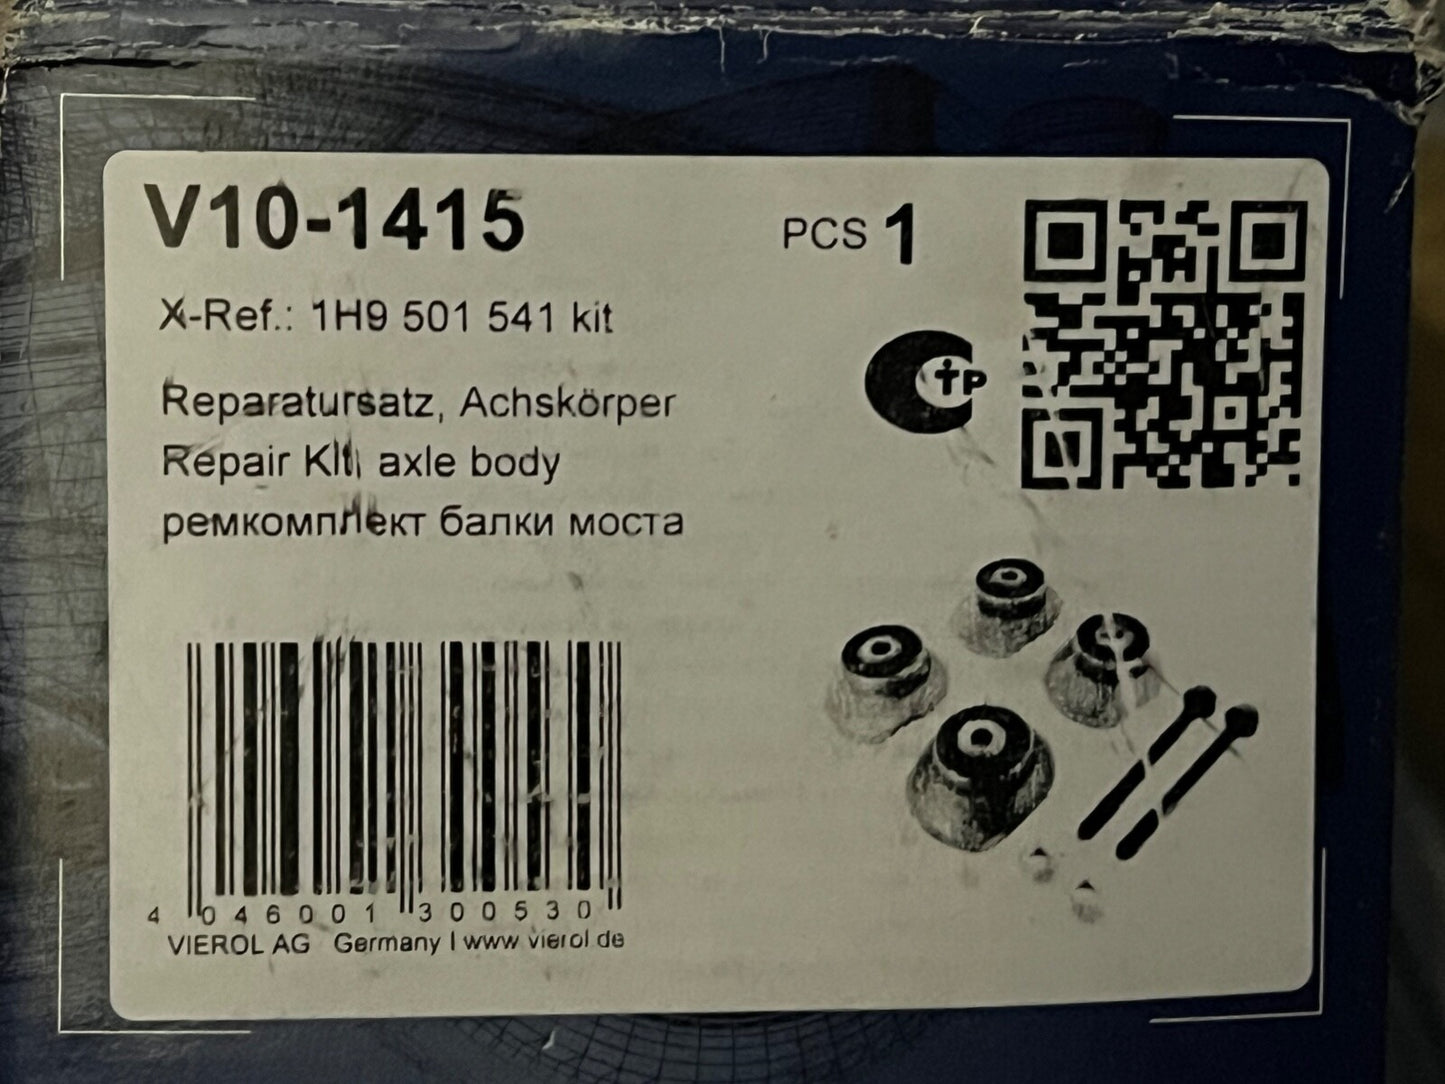 V10-1415
PCS 1
X-Ref.: 1H9 501 541 kit
Reparatursatz, Achskörper
Repair Kit, axle body
ремкомплект балки моста
4 046001 300530
VIEROL AG Germany | www.vierol.de